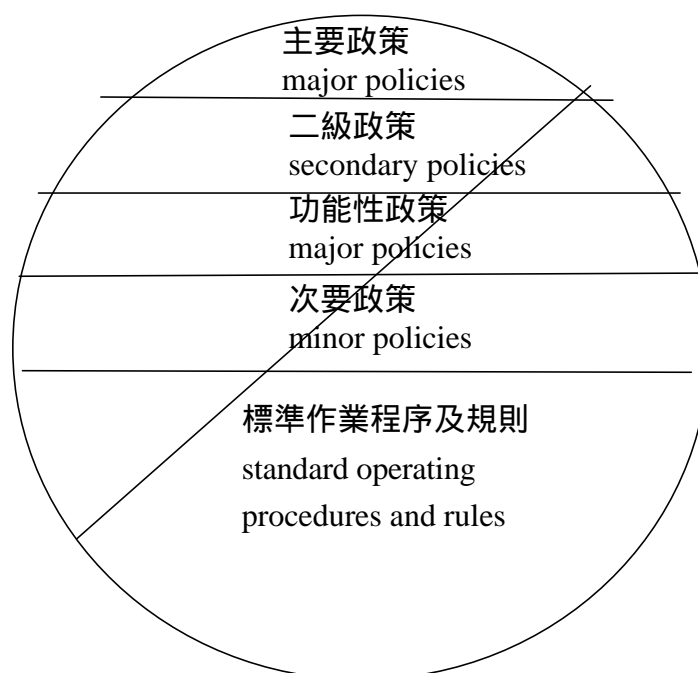 主要政策
major policies
二級政策
secondary policies
功能性政策
major policies
次要政策
minor policies
標準作業程序及規則
standard operating
procedures and rules